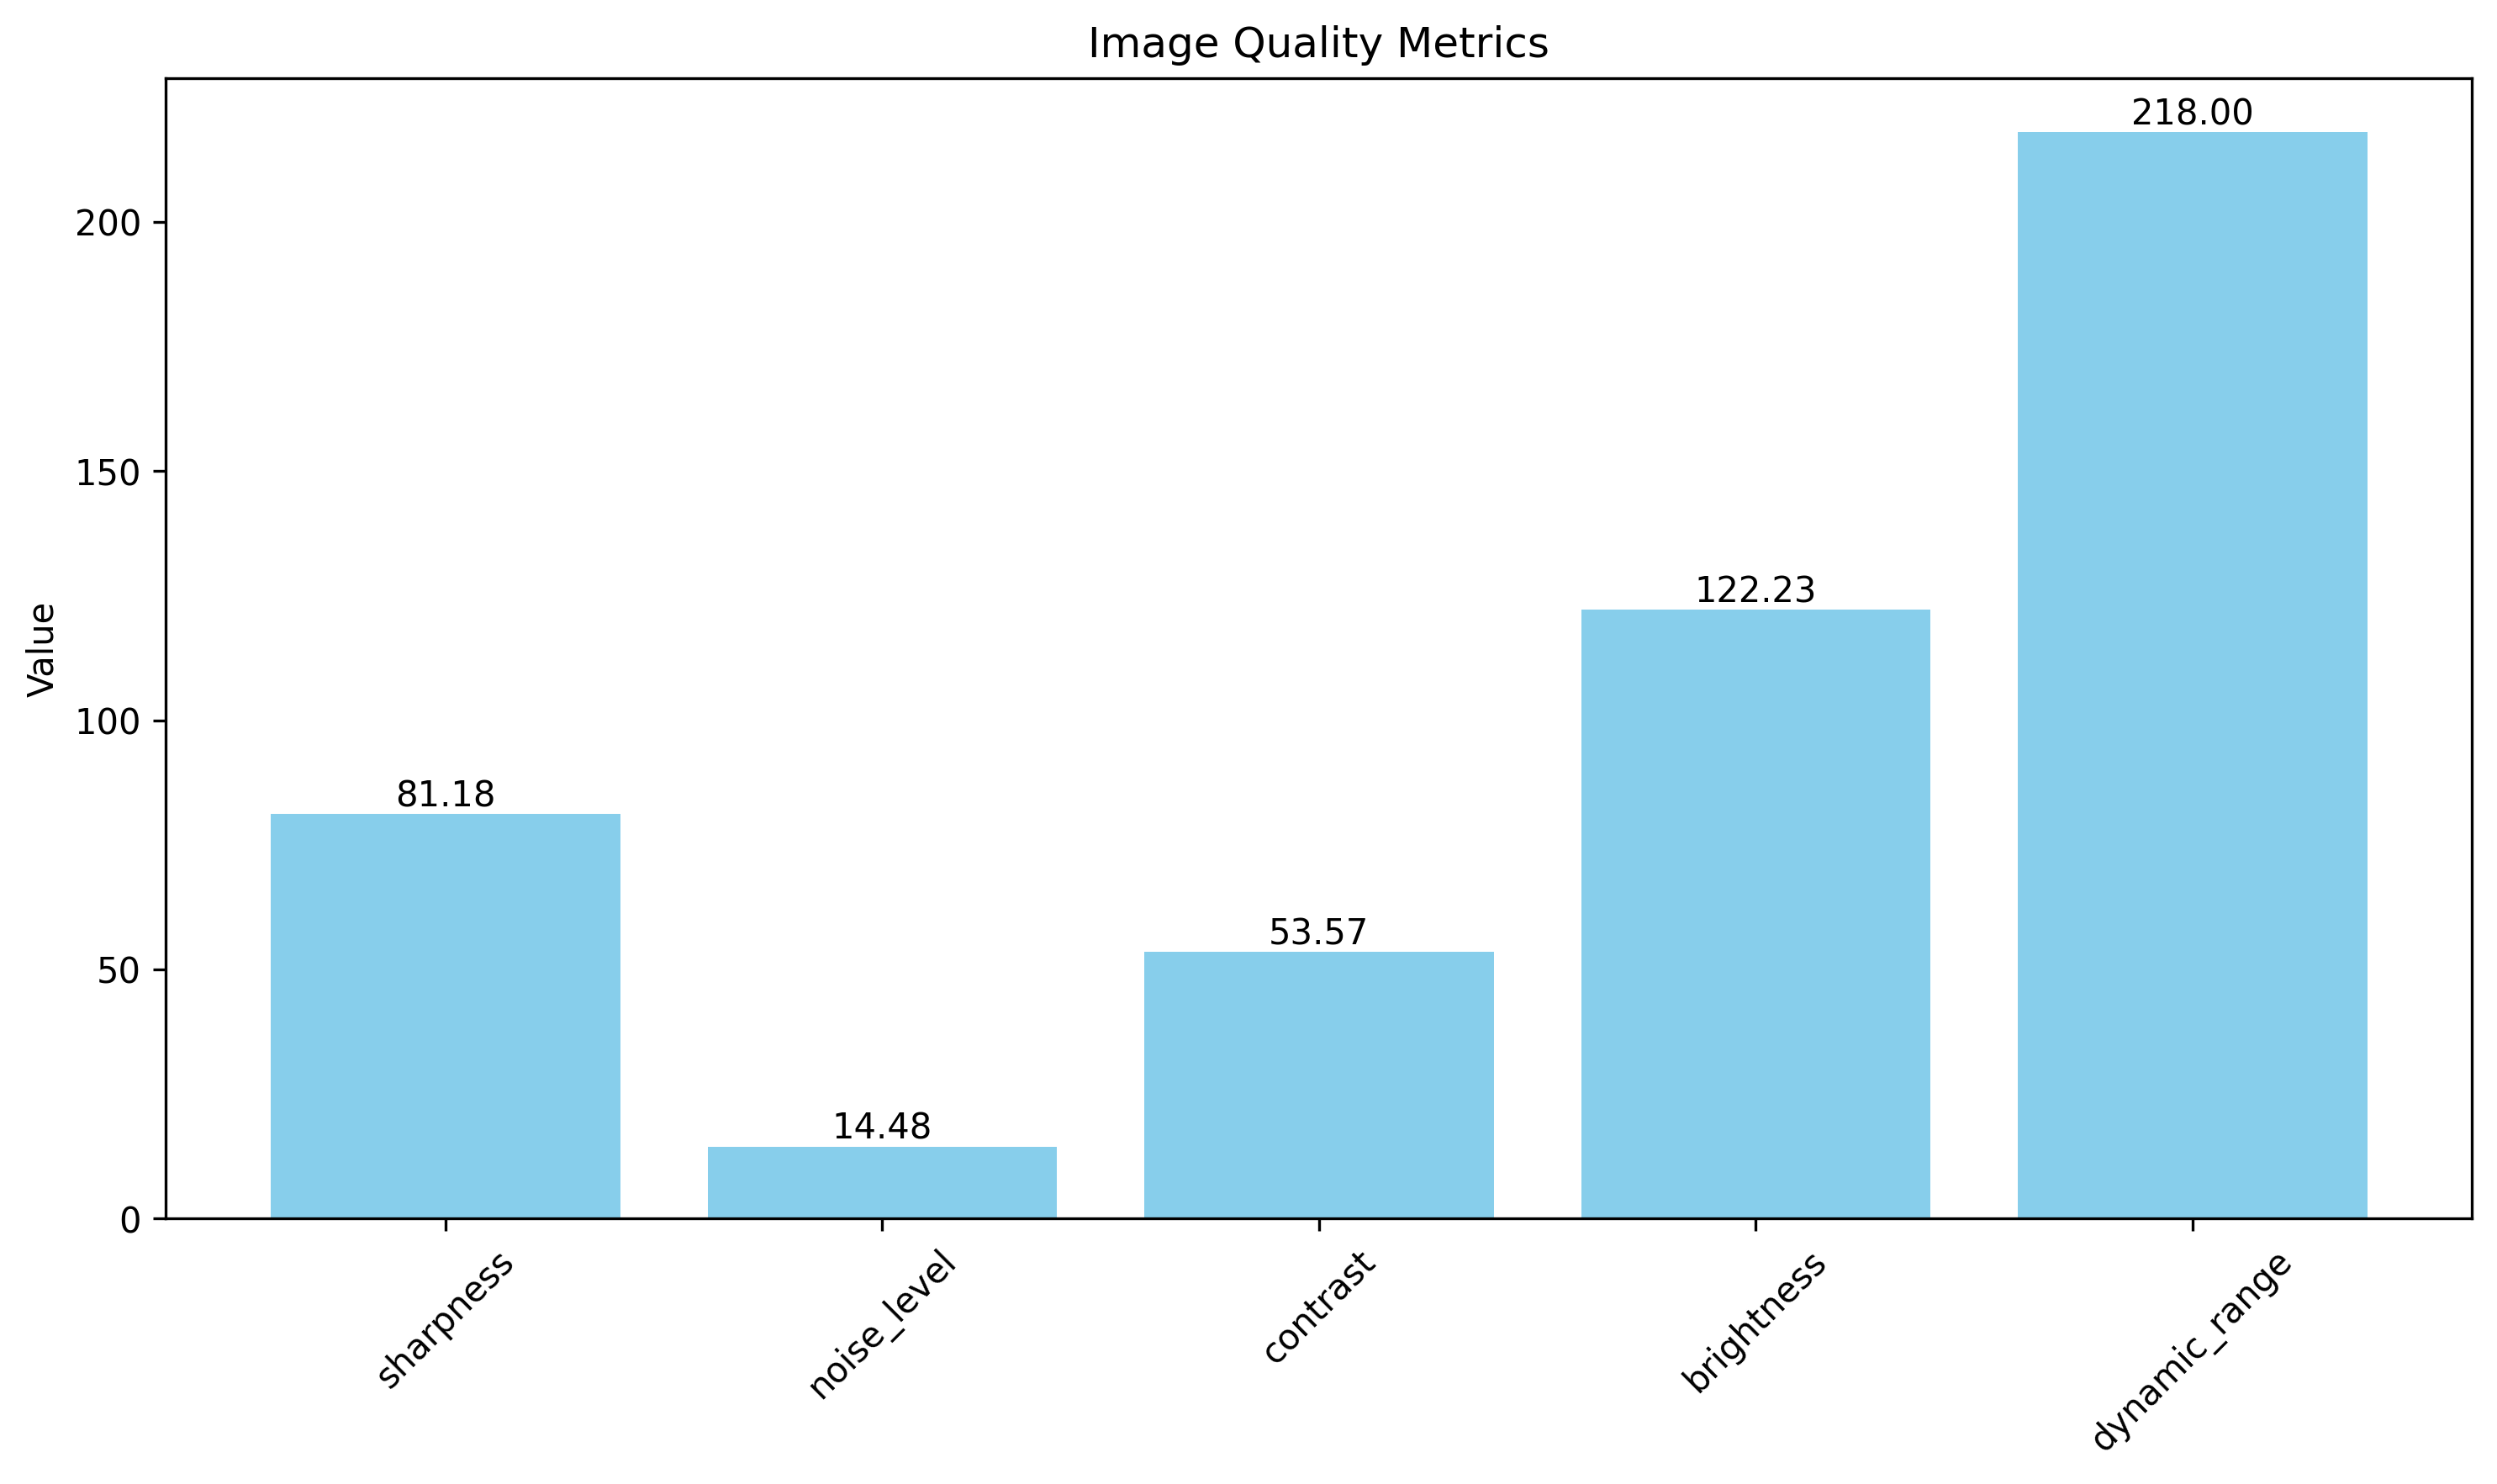 Image Quality Metrics
Value
200
150
100
50
0
81.18
14.48
53.57
122.23
218.00
sharpness
noise_level
contrast
brightness
dynamic_range